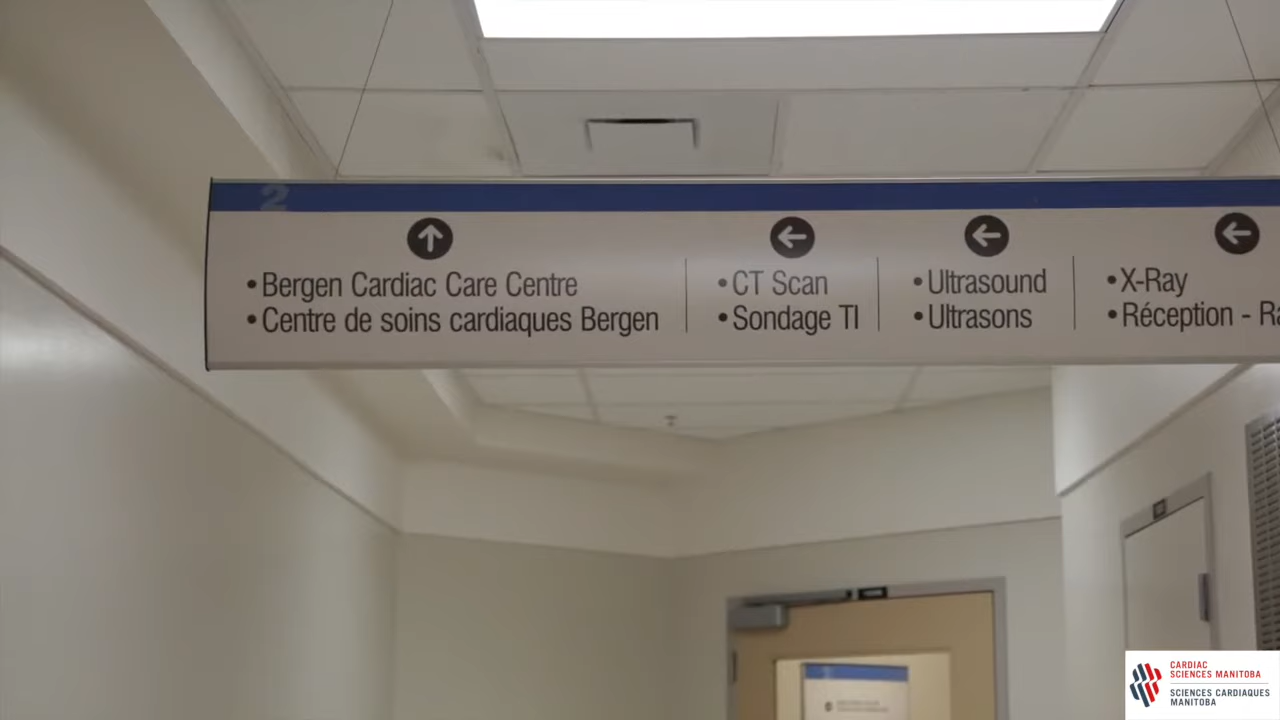 2
•Bergen Cardiac Care Centre
•Centre de soins cardiaques Bergen
•CT Scan
•Sondage TI
•Ultrasound
•Ultrasons
•X-Ray
•Réception -
CARDIAC
SCIENCES MANITOBA
SCIENCES CARDIAQUES
MANITOBA